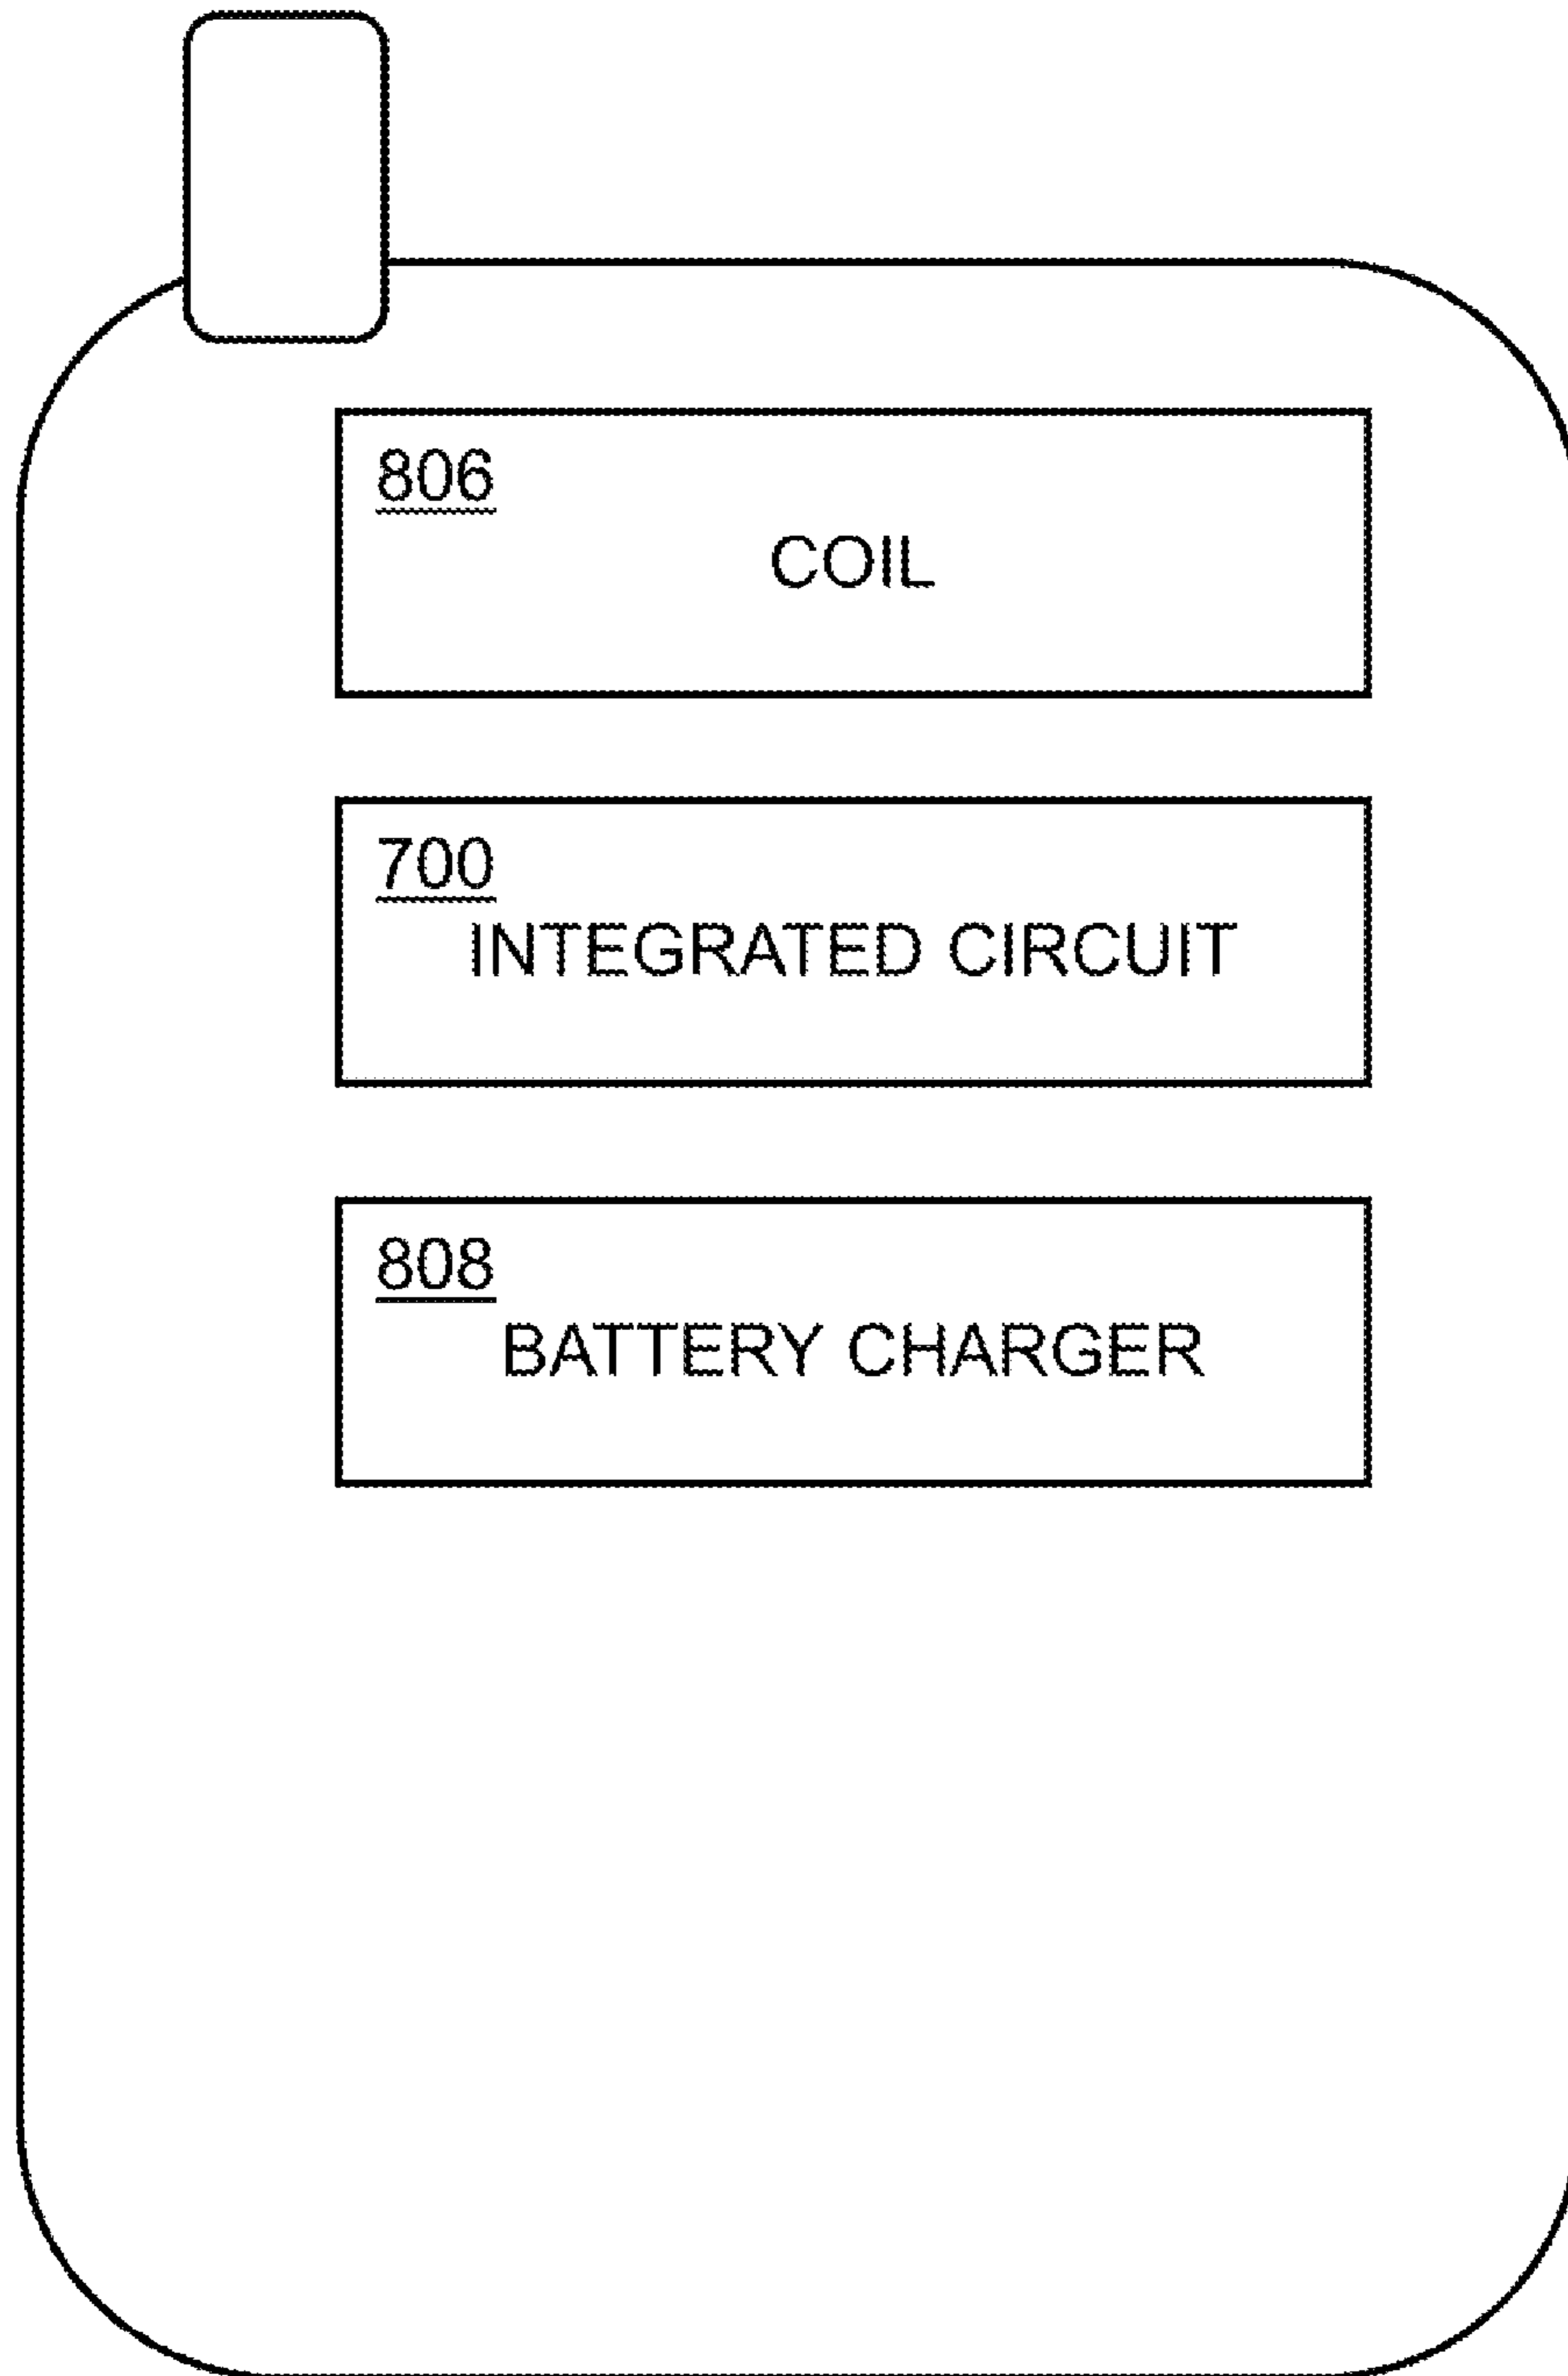 806
COIL
700
INTEGRATED CIRCUIT
808
BATTERY CHARGER